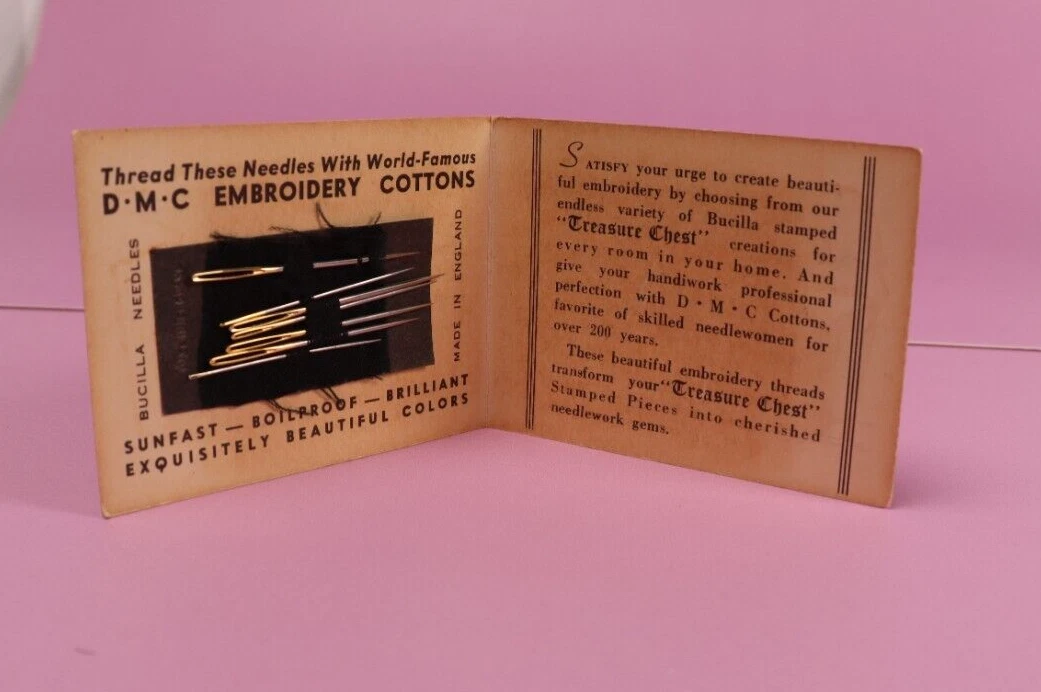 Thread These Needles With World-Famous
D·M·C EMBROIDERY COTTONS
BUCILLA NEEDLES
MADE IN ENGLAND
SUNFAST — BOILPROOF — BRILLIANT
EXQUISITELY BEAUTIFUL COLORS
SATISFY your urge to create beauti-
ful embroidery by choosing from our
endless variety of Bucilla stamped
"Treasure Chest" creations for
every room in your home. And
give your handiwork professional
perfection with D·M·C Cottons,
favorite of skilled needlewomen for
over 200 years.
These beautiful embroidery threads
transform your "Treasure Chest"
Stamped Pieces into cherished
needlework gems.